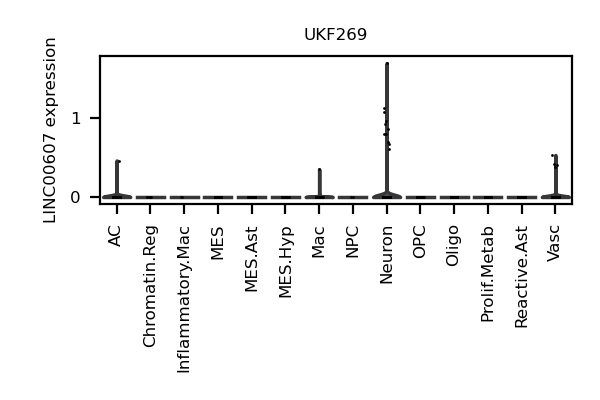 UKF269
LINC00607 expression
1
0
AC
Chromatin.Reg
Inflammatory.Mac
MES
MES.Ast
MES.Hyp
Mac
NPC
Neuron
OPC
Oligo
Prolif.Metab
Reactive.Ast
Vasc